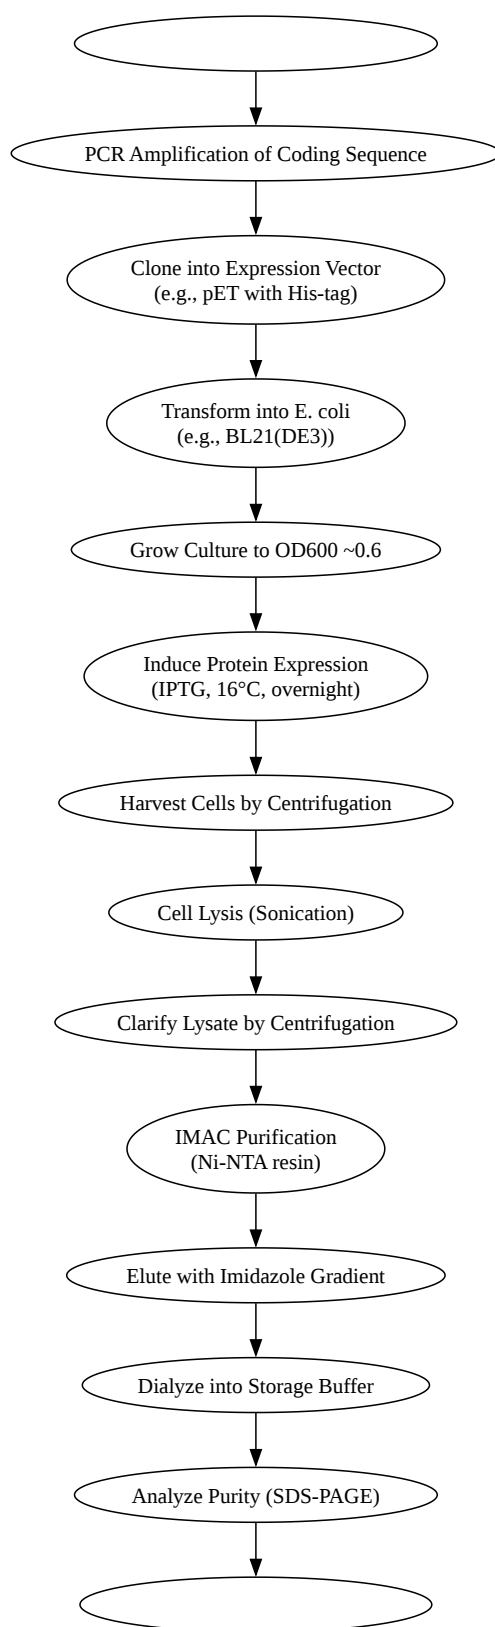 PCR Amplification of Coding Sequence
Clone into Expression Vector
(e.g., pET with His-tag)
Transform into E. coli
(e.g., BL21(DE3))
Grow Culture to OD600 ~0.6
Induce Protein Expression
(IPTG, 16°C, overnight)
Harvest Cells by Centrifugation
Cell Lysis (Sonication)
Clarify Lysate by Centrifugation
IMAC Purification
(Ni-NTA resin)
Elute with Imidazole Gradient
Dialyze into Storage Buffer
Analyze Purity (SDS-PAGE)